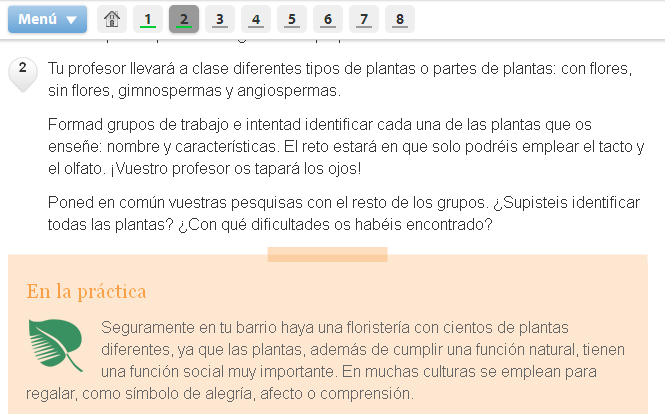 Menú
1 2 3 4 5 6 7 8
2
Tu profesor llevará a clase diferentes tipos de plantas o partes de plantas: con flores,
sin flores, gimnospermas y angiospermas.
Formad grupos de trabajo e intentad identificar cada una de las plantas que os
enseñe: nombre y características. El reto estará en que solo podréis emplear el tacto y
el olfato. ¡Vuestro profesor os tapará los ojos!
Poned en común vuestras pesquisas con el resto de los grupos. ¿Supisteis identificar
todas las plantas? ¿Con qué dificultades os habéis encontrado?
En la práctica
Seguramente en tu barrio haya una floristería con cientos de plantas
diferentes, ya que las plantas, además de cumplir una función natural, tienen
una función social muy importante. En muchas culturas se emplean para
regalar, como símbolo de alegría, afecto o comprensión.